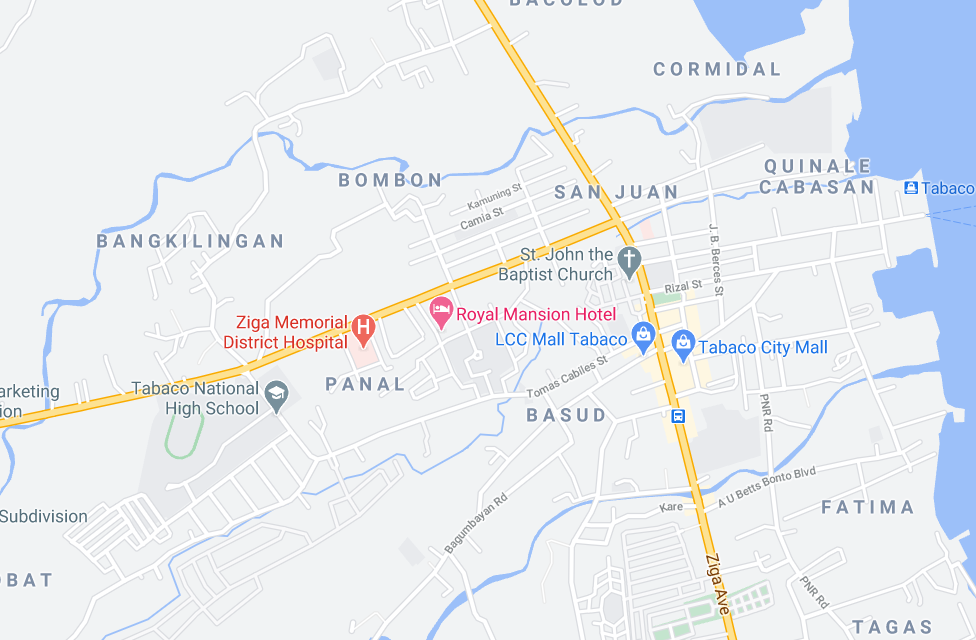 BACOLOD
CORMIDAL
QUINALE
CABASAN
BOMBON
SAN JUAN
Tabaco
Kamuning St
Camia St
BANGKILINGAN
J. B. Berces St
St. John the
Baptist Church
Rizal St
Royal Mansion Hotel
Ziga Memorial
District Hospital
LCC Mall Tabaco
Tabaco City Mall
Tomas Cabiles St
PANAL
arketing
ion
Tabaco National
High School
BASUD
PNR Rd
A U Betts Bonto Blvd
Kare
FATIMA
Subdivision
Bagumbayan Rd
Ziga Ave
OBAT
PNR Rd
TAGAS